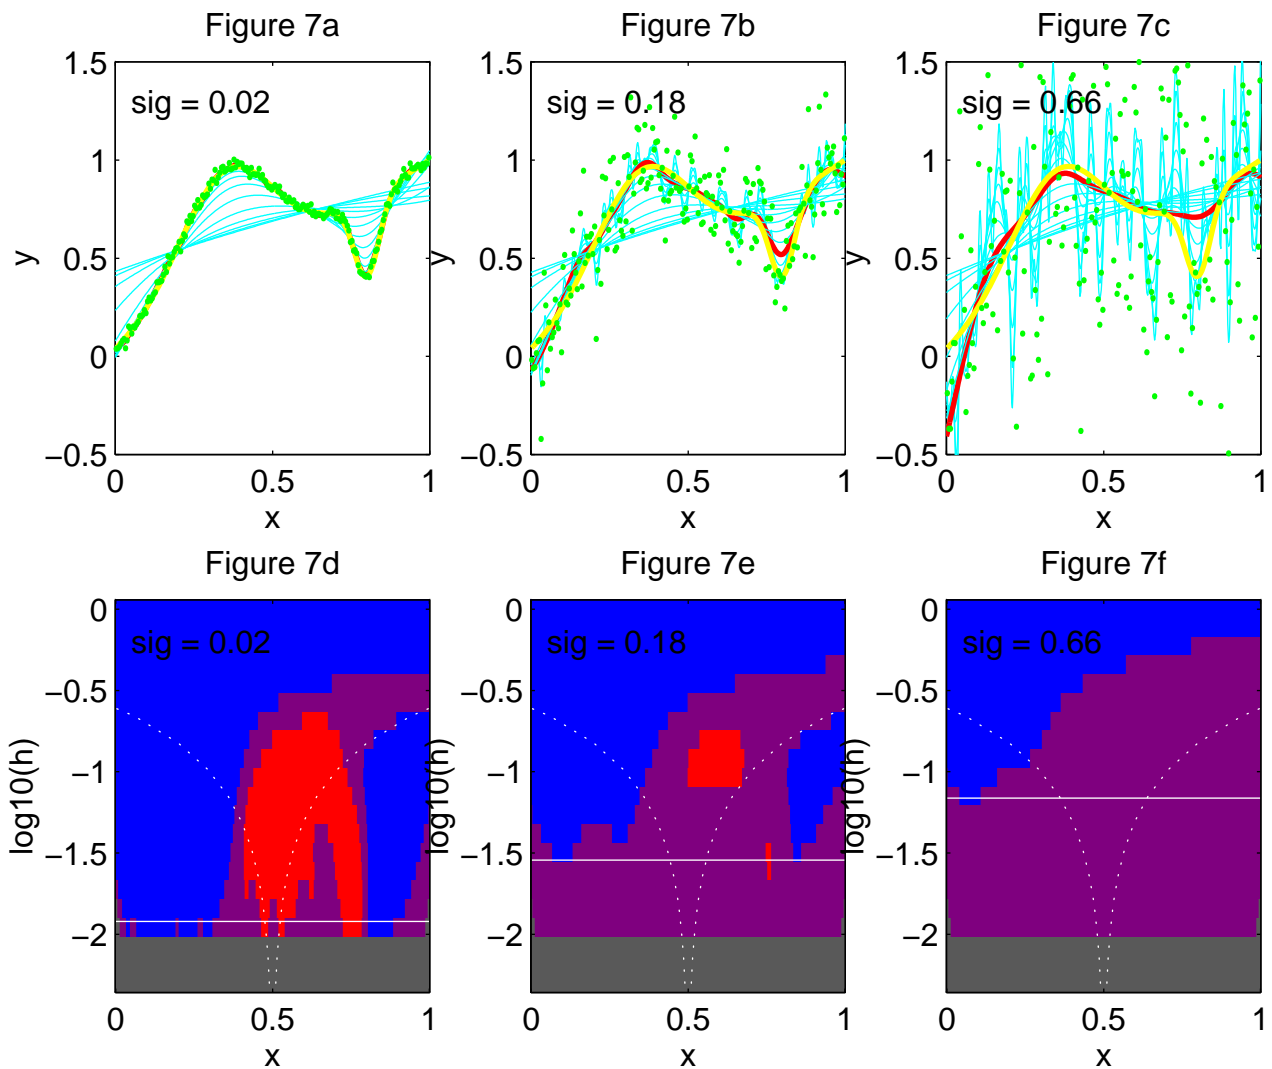 Figure 7a
Figure 7b
Figure 7c
1.5
1
0.5
0
−0.5
y
sig = 0.02
0
0.5
1
x
1.5
1
0.5
0
−0.5
y
sig = 0.18
0
0.5
1
x
1.5
1
0.5
0
−0.5
y
sig = 0.66
0
0.5
1
x
Figure 7d
Figure 7e
Figure 7f
0
−0.5
−1
−1.5
−2
log10(h)
sig = 0.02
0
0.5
1
x
0
−0.5
−1
−1.5
−2
log10(h)
sig = 0.18
0
0.5
1
x
0
−0.5
−1
−1.5
−2
log10(h)
sig = 0.66
0
0.5
1
x